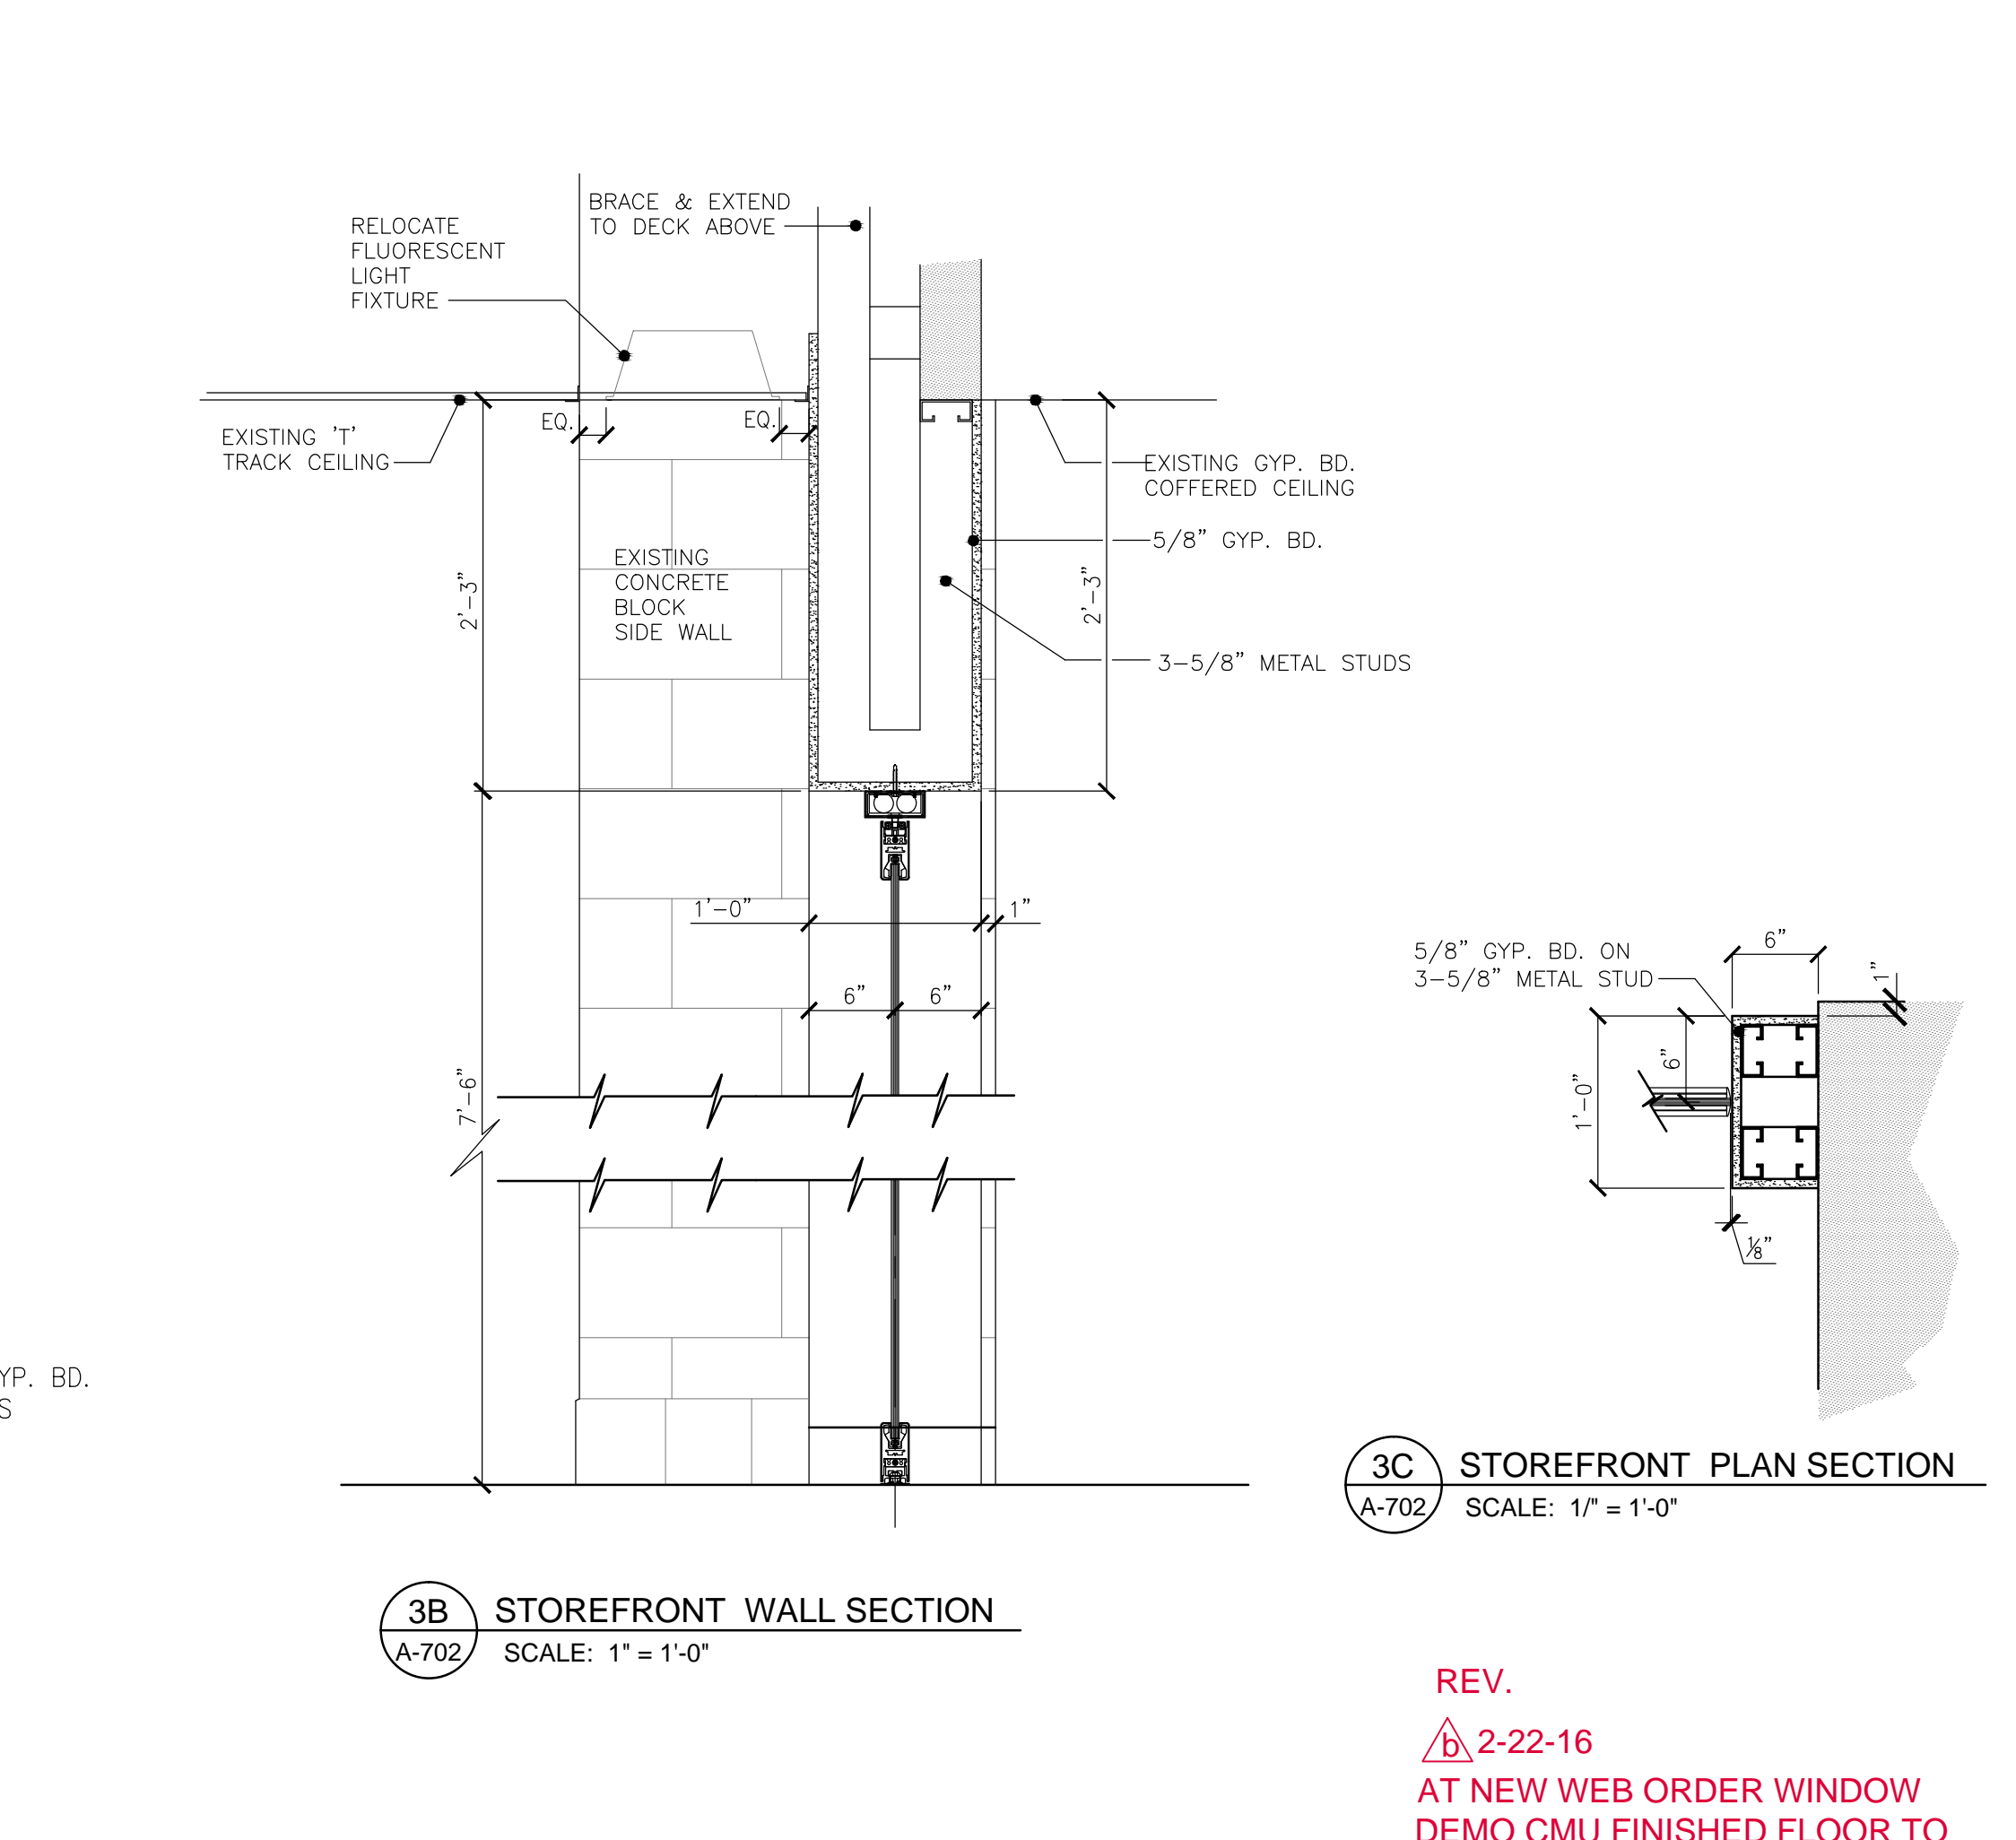 BRACE & EXTEND
TO DECK ABOVE
RELOCATE
FLUORESCENT
LIGHT
FIXTURE
EQ.
EQ.
EXISTING 'T'
TRACK CEILING
EXISTING GYP. BD.
COFFERED CEILING
5/8" GYP. BD.
EXISTING
CONCRETE
BLOCK
SIDE WALL
2'-3"
2'-3"
3-5/8" METAL STUDS
1'-0"
1"
6"
6"
7'-6"
5/8" GYP. BD. ON
3-5/8" METAL STUD
6"
1"
6"
1'-0"
1/8"
YP. BD.
S
3C
A-702
STOREFRONT PLAN SECTION
SCALE: 1/" = 1'-0"
3B
A-702
STOREFRONT WALL SECTION
SCALE: 1" = 1'-0"
REV.
b 2-22-16
AT NEW WEB ORDER WINDOW
DEMO CMU FINISHED FLOOR TO